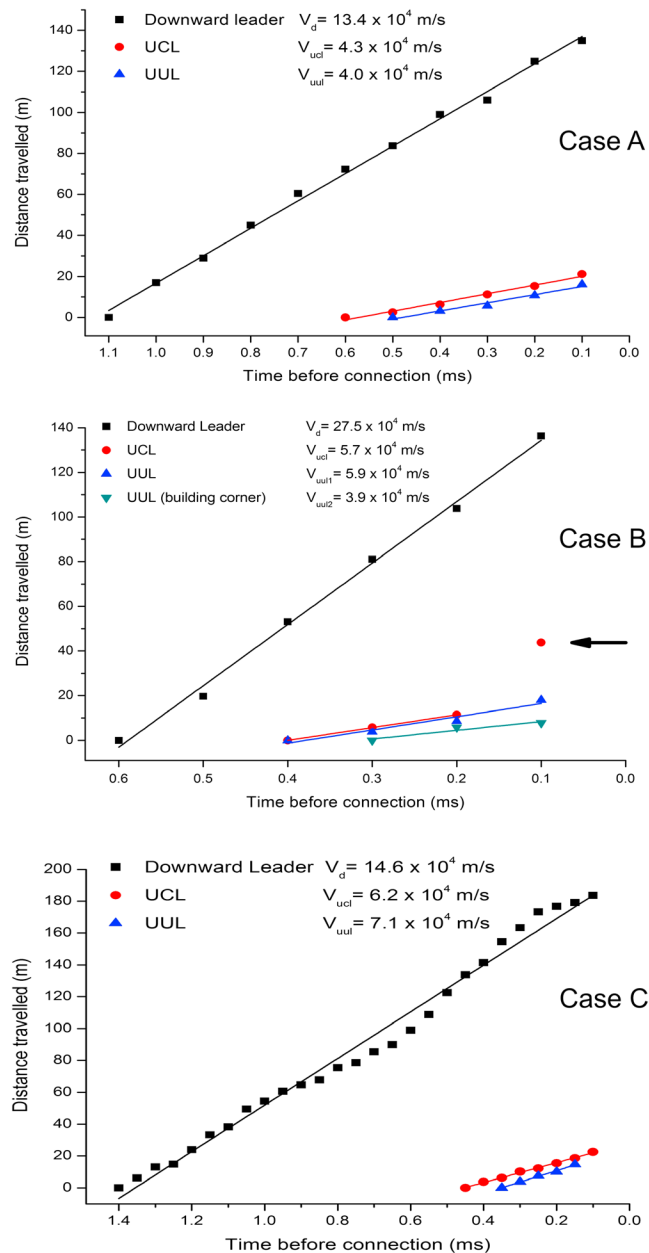 Downward leader V_d= 13.4 x 10^4 m/s
UCL V_ucl= 4.3 x 10^4 m/s
UUL V_uul= 4.0 x 10^4 m/s
Case A
Distance travelled (m)
140
120
100
80
60
40
20
0
1.1 1.0 0.9 0.8 0.7 0.6 0.5 0.4 0.3 0.2 0.1 0.0
Time before connection (ms)
Downward Leader V_d= 27.5 x 10^4 m/s
UCL V_ucl= 5.7 x 10^4 m/s
UUL V_uul1= 5.9 x 10^4 m/s
UUL (building corner) V_uul2= 3.9 x 10^4 m/s
Case B
Distance travelled (m)
140
120
100
80
60
40
20
0
0.6 0.5 0.4 0.3 0.2 0.1 0.0
Time before connection (ms)
Downward Leader V_d= 14.6 x 10^4 m/s
UCL V_ucl= 6.2 x 10^4 m/s
UUL V_uul= 7.1 x 10^4 m/s
Case C
Distance travelled (m)
200
180
160
140
120
100
80
60
40
20
0
1.4 1.2 1.0 0.8 0.6 0.4 0.2 0.0
Time before connection (ms)